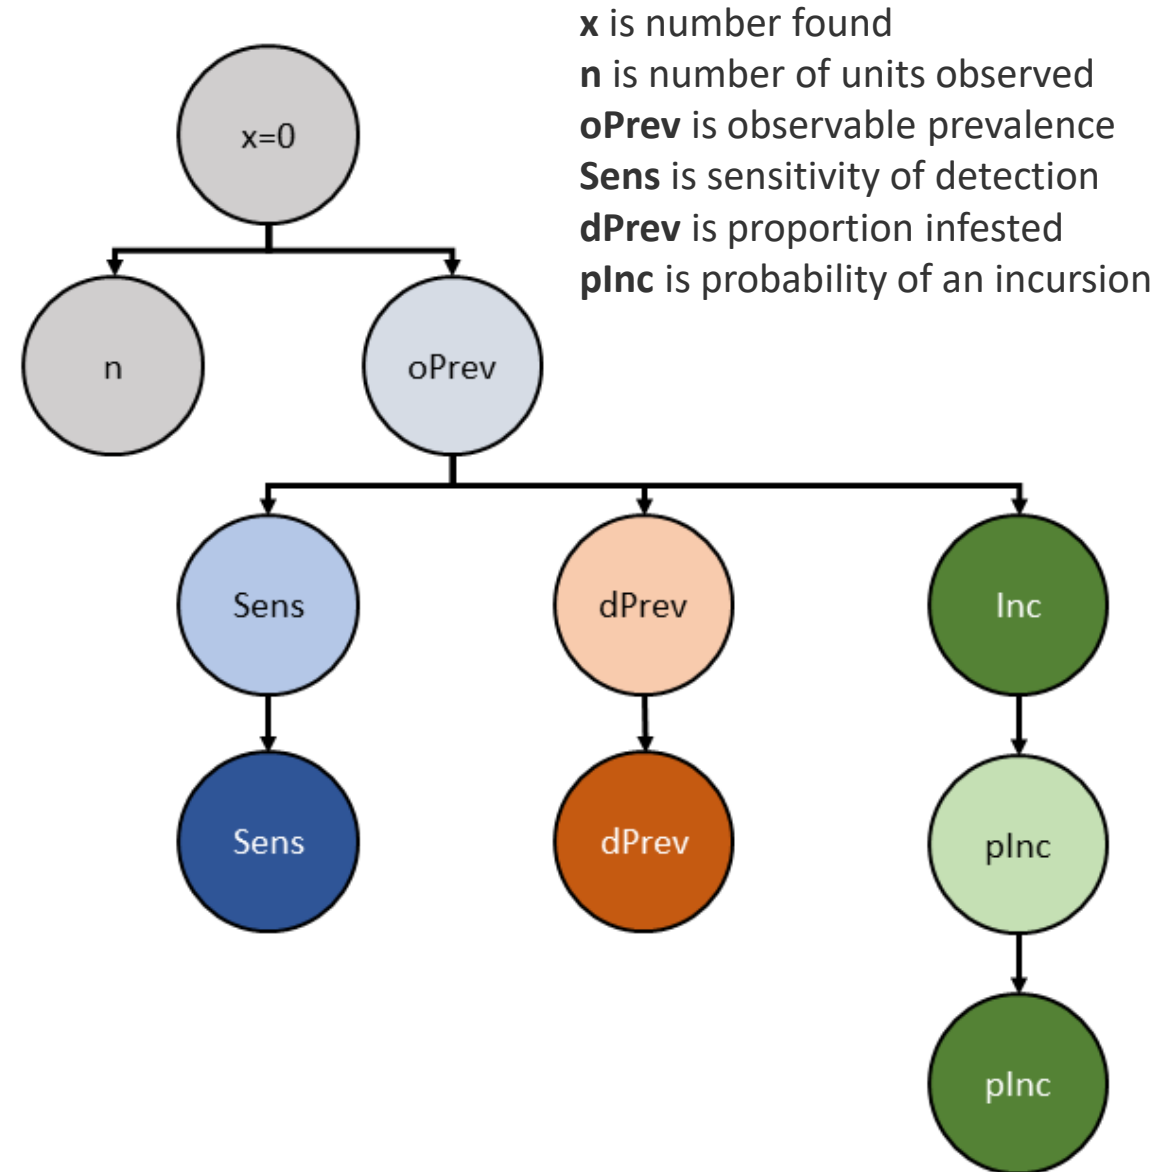 x is number found
n is number of units observed
oPrev is observable prevalence
Sens is sensitivity of detection
dPrev is proportion infested
pInc is probability of an incursion
x=0
n
oPrev
Sens
dPrev
Inc
Sens
dPrev
pInc
pInc